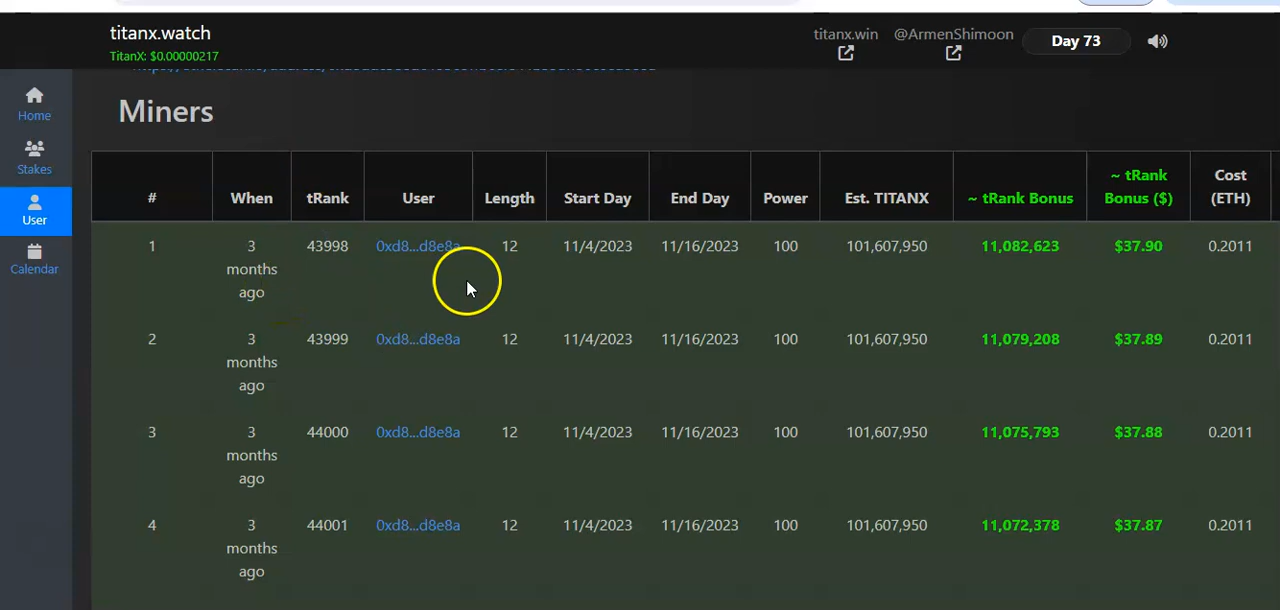 titanx.watch
TitanX: $0.00000217
titanx.win
@ArmenShimoon
Day 73
Home
Stakes
User
Calendar
Miners
# When tRank User Length Start Day End Day Power Est. TITANX ~ tRank Bonus ~ tRank Bonus ($) Cost (ETH)
1 3 months ago 43998 0xd8...d8e8a 12 11/4/2023 11/16/2023 100 101,607,950 11,082,623 $37.90 0.2011
2 3 months ago 43999 0xd8...d8e8a 12 11/4/2023 11/16/2023 100 101,607,950 11,079,208 $37.89 0.2011
3 3 months ago 44000 0xd8...d8e8a 12 11/4/2023 11/16/2023 100 101,607,950 11,075,793 $37.88 0.2011
4 3 months ago 44001 0xd8...d8e8a 12 11/4/2023 11/16/2023 100 101,607,950 11,072,378 $37.87 0.2011